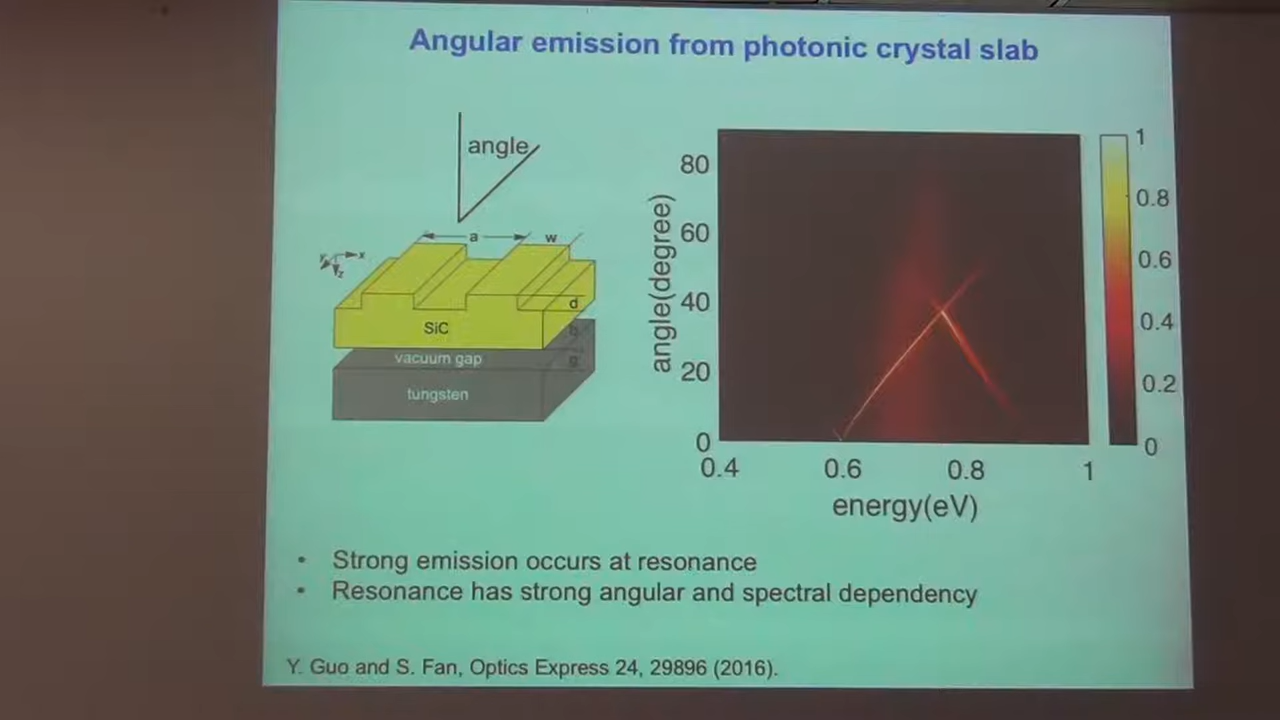 Angular emission from photonic crystal slab
angle
a
w
x
z
d
SiC
vacuum gap
g
tungsten
angle(degree)
80
60
40
20
0
0.4
0.6
0.8
1
energy(eV)
1
0.8
0.6
0.4
0.2
0
• Strong emission occurs at resonance
• Resonance has strong angular and spectral dependency
Y. Guo and S. Fan, Optics Express 24, 29896 (2016).